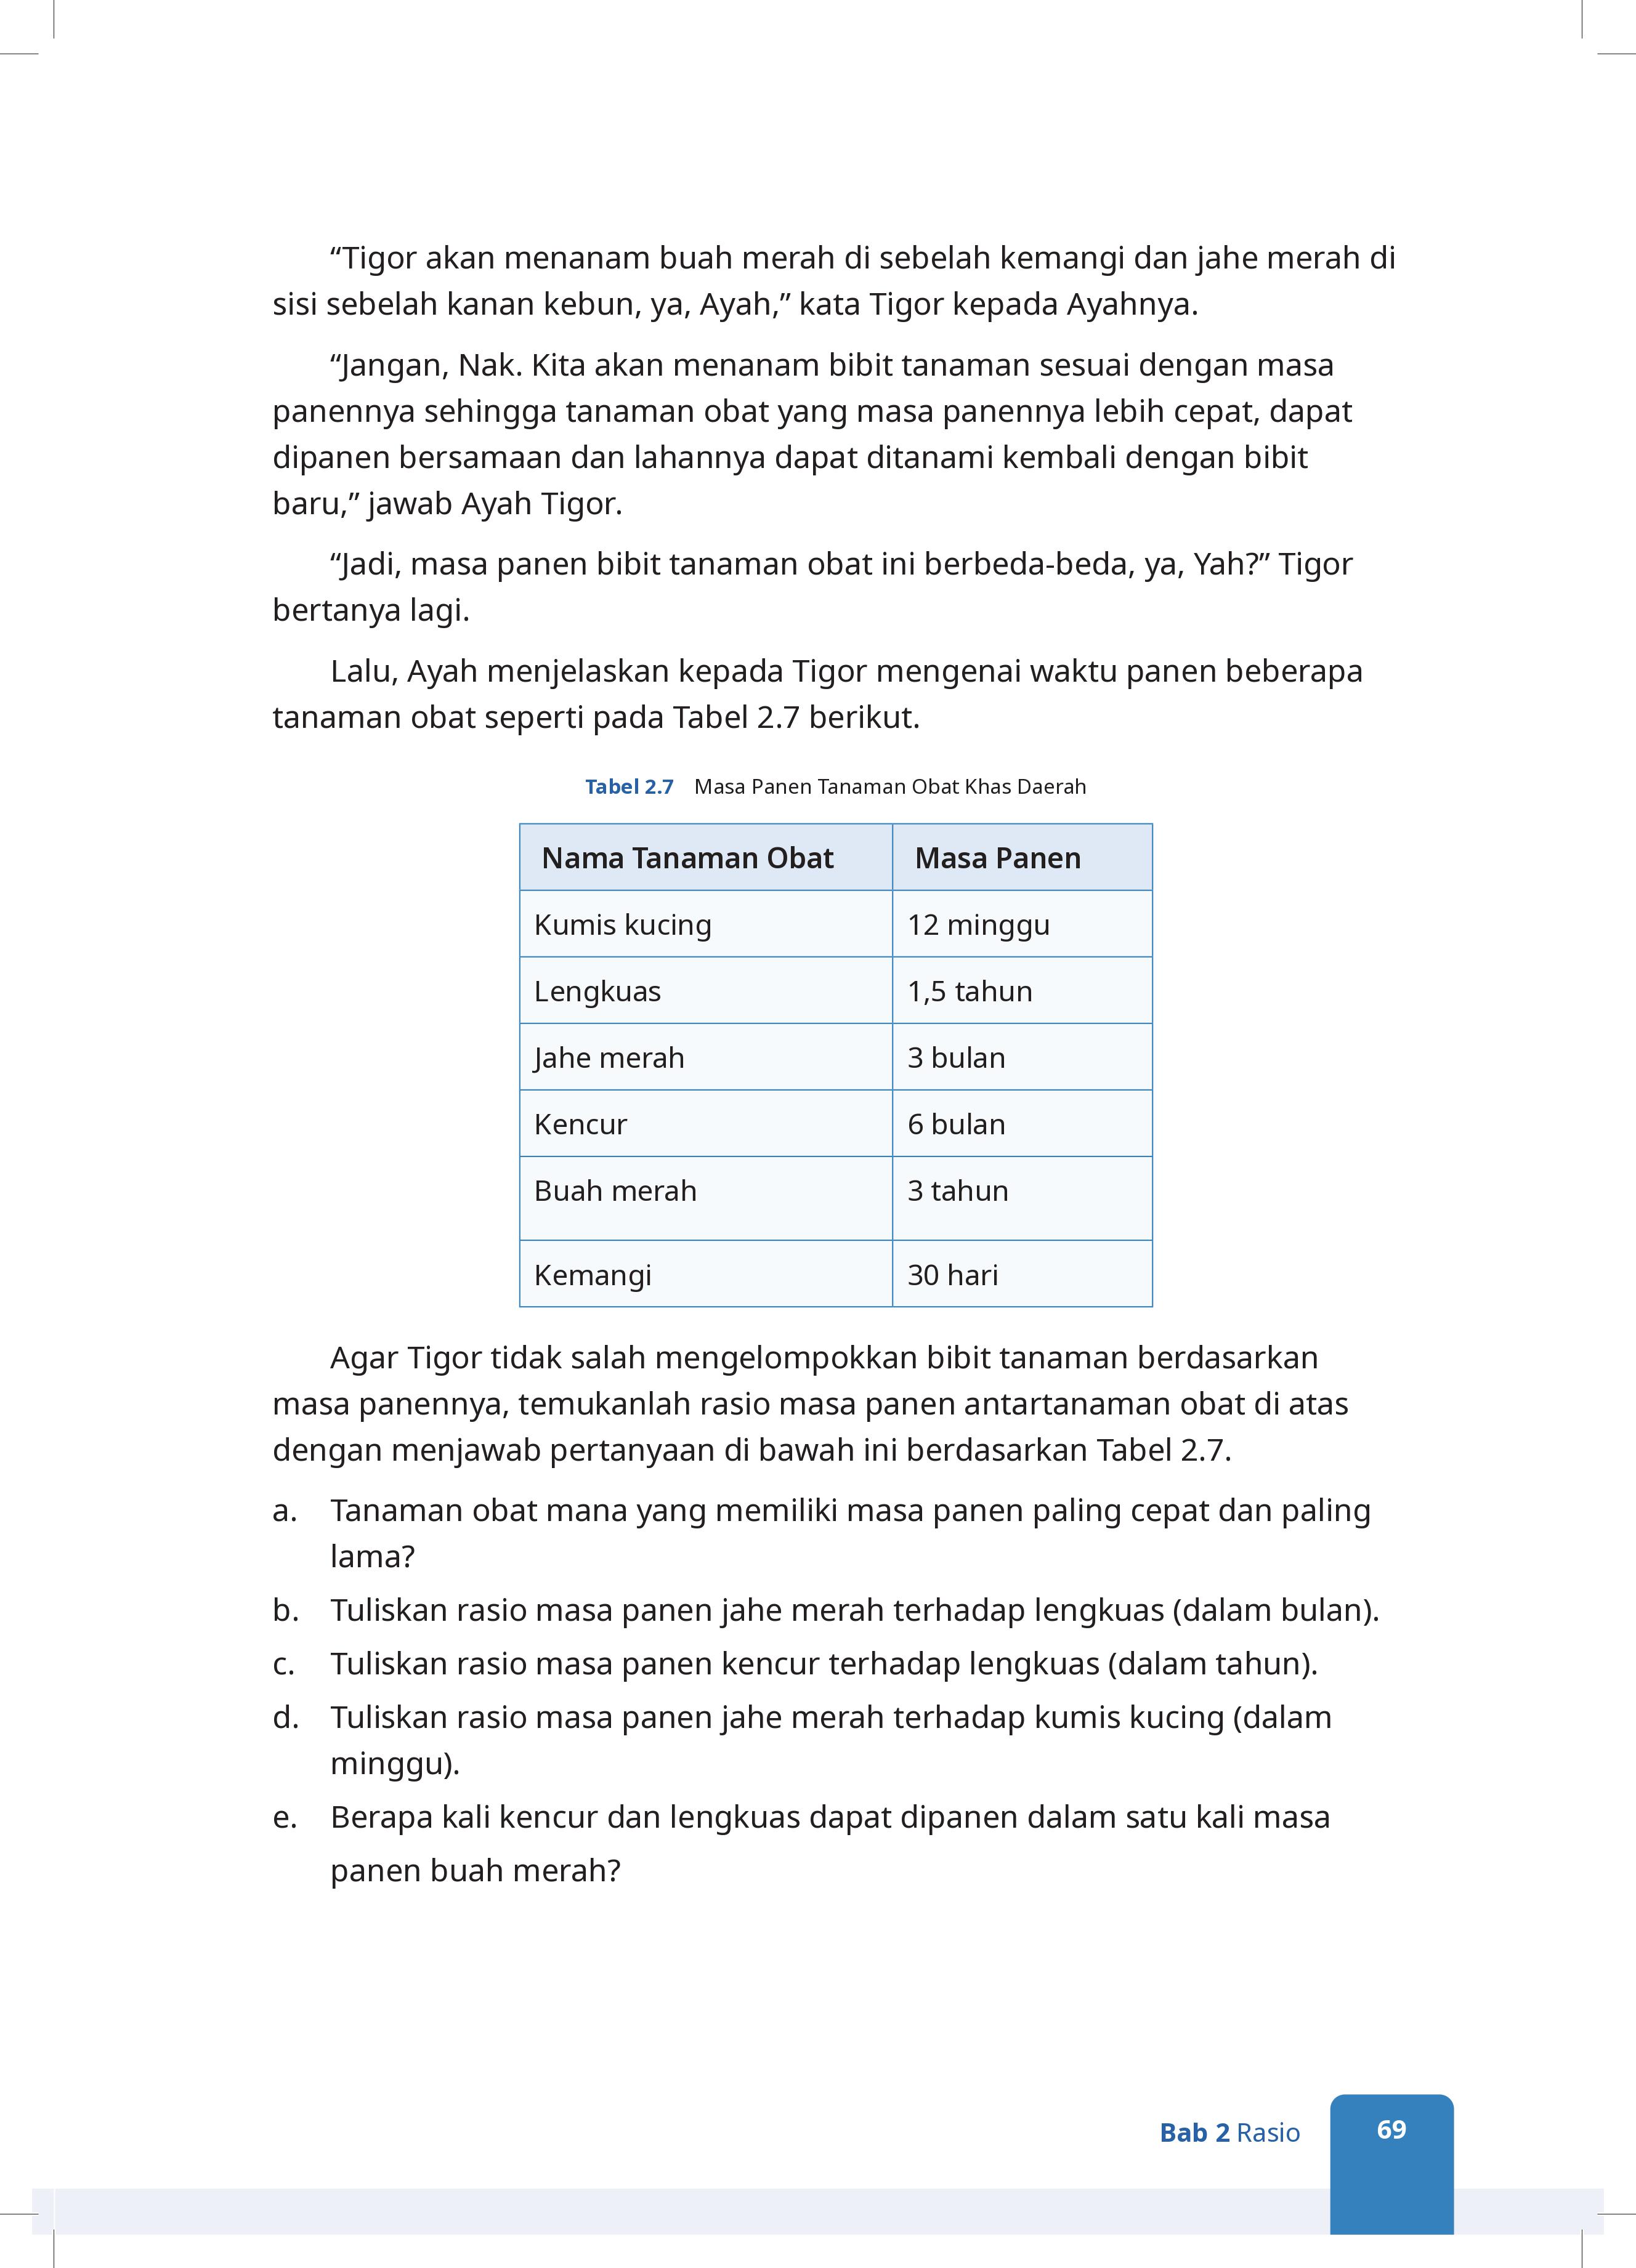 “Tigor akan menanam buah merah di sebelah kemangi dan jahe merah di
sisi sebelah kanan kebun, ya, Ayah,” kata Tigor kepada Ayahnya.
“Jangan, Nak. Kita akan menanam bibit tanaman sesuai dengan masa
panennya sehingga tanaman obat yang masa panennya lebih cepat, dapat
dipanen bersamaan dan lahannya dapat ditanami kembali dengan bibit
baru,” jawab Ayah Tigor.
“Jadi, masa panen bibit tanaman obat ini berbeda-beda, ya, Yah?” Tigor
bertanya lagi.
Lalu, Ayah menjelaskan kepada Tigor mengenai waktu panen beberapa
tanaman obat seperti pada Tabel 2.7 berikut.
Tabel 2.7 Masa Panen Tanaman Obat Khas Daerah
Nama Tanaman Obat Masa Panen
Kumis kucing 12 minggu
Lengkuas 1,5 tahun
Jahe merah 3 bulan
Kencur 6 bulan
Buah merah 3 tahun
Kemangi 30 hari
Agar Tigor tidak salah mengelompokkan bibit tanaman berdasarkan
masa panennya, temukanlah rasio masa panen antartanaman obat di atas
dengan menjawab pertanyaan di bawah ini berdasarkan Tabel 2.7.
a. Tanaman obat mana yang memiliki masa panen paling cepat dan paling
lama?
b. Tuliskan rasio masa panen jahe merah terhadap lengkuas (dalam bulan).
c. Tuliskan rasio masa panen kencur terhadap lengkuas (dalam tahun).
d. Tuliskan rasio masa panen jahe merah terhadap kumis kucing (dalam
minggu).
e. Berapa kali kencur dan lengkuas dapat dipanen dalam satu kali masa
panen buah merah?
Bab 2 Rasio 69